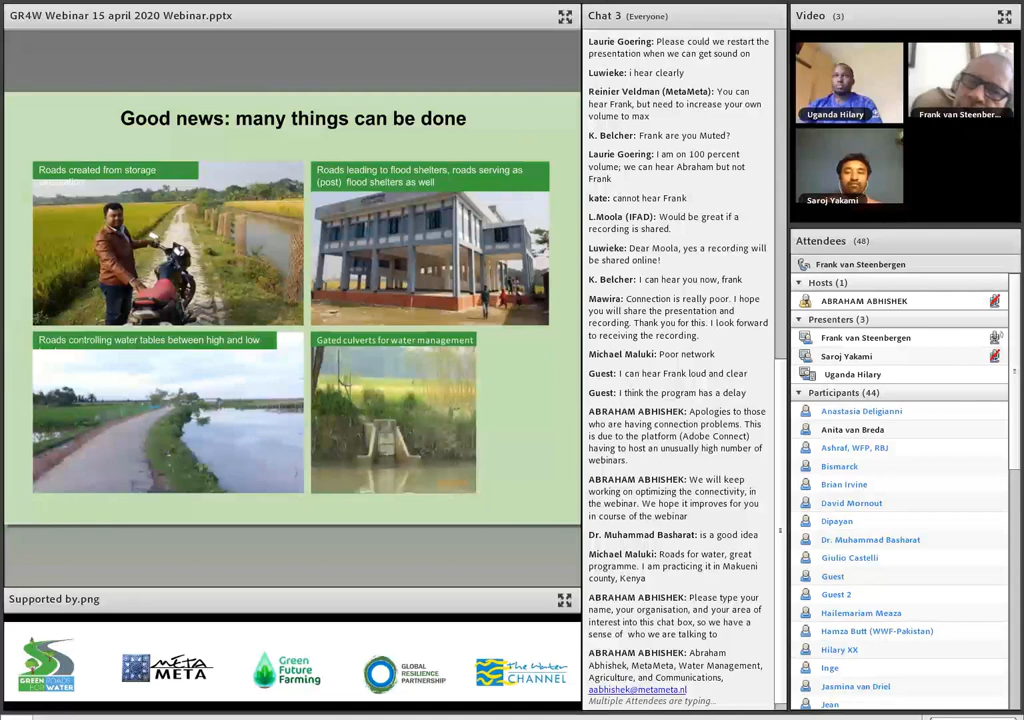 GR4W Webinar 15 april 2020 Webinar.pptx
Good news: many things can be done
Roads created from storage
Roads leading to flood shelters, roads serving as
(post) flood shelters as well
Roads controlling water tables between high and low
Gated culverts for water management
Supported by.png
GREEN ROADS
FOR WATER
META
META
Green
Future
Farming
GLOBAL
RESILIENCE
PARTNERSHIP
The Water
CHANNEL
Chat 3 (Everyone)
Laurie Goering: Please could we restart the
presentation when we can get sound on
Luwieke: i hear clearly
Reinier Veldman (MetaMeta): You can
hear Frank, but need to increase your own
volume to max
K. Belcher: Frank are you Muted?
Laurie Goering: I am on 100 percent
volume; we can hear Abraham but not
Frank
kate: cannot hear Frank
L.Moola (IFAD): Would be great if a
recording is shared.
Luwieke: Dear Moola, yes a recording will
be shared online!
K. Belcher: I can hear you now, frank
Mawira: Connection is really poor. I hope
you will share the presentation and
recording. Thank you for this. I look forward
to receiving the recording.
Michael Maluki: Poor network
Guest: I can hear Frank loud and clear
Guest: I think the program has a delay
ABRAHAM ABHISHEK: Apologies to those
who are having connection problems. This
is due to the platform (Adobe Connect)
having to host an unusually high number of
webinars.
ABRAHAM ABHISHEK: We will keep
working on optimizing the connectivity, in
the webinar. We hope it improves for you
in course of the webinar
Dr. Muhammad Basharat: is a good idea
Michael Maluki: Roads for water, great
programme. I am practicing it in Makueni
county, Kenya
ABRAHAM ABHISHEK: Please type your
name, your organisation, and your area of
interest into this chat box, so we have a
sense of who we are talking to
ABRAHAM ABHISHEK: Abraham
Abhishek, MetaMeta, Water Management,
Agriculture, and Communications,
aabhishek@metameta.nl
Multiple Attendees are typing...
Video (3)
Uganda Hilary
Frank van Steenber...
Saroj Yakami
Attendees (48)
Frank van Steenbergen
Hosts (1)
ABRAHAM ABHISHEK
Presenters (3)
Frank van Steenbergen
Saroj Yakami
Uganda Hilary
Participants (44)
Anastasia Deligianni
Anita van Breda
Ashraf, WFP, RBJ
Bismarck
Brian Irvine
David Mornout
Dipayan
Dr. Muhammad Basharat
Giulio Castelli
Guest
Guest 2
Hailemariam Meaza
Hamza Butt (WWF-Pakistan)
Hilary XX
Inge
Jasmina van Driel
Jean